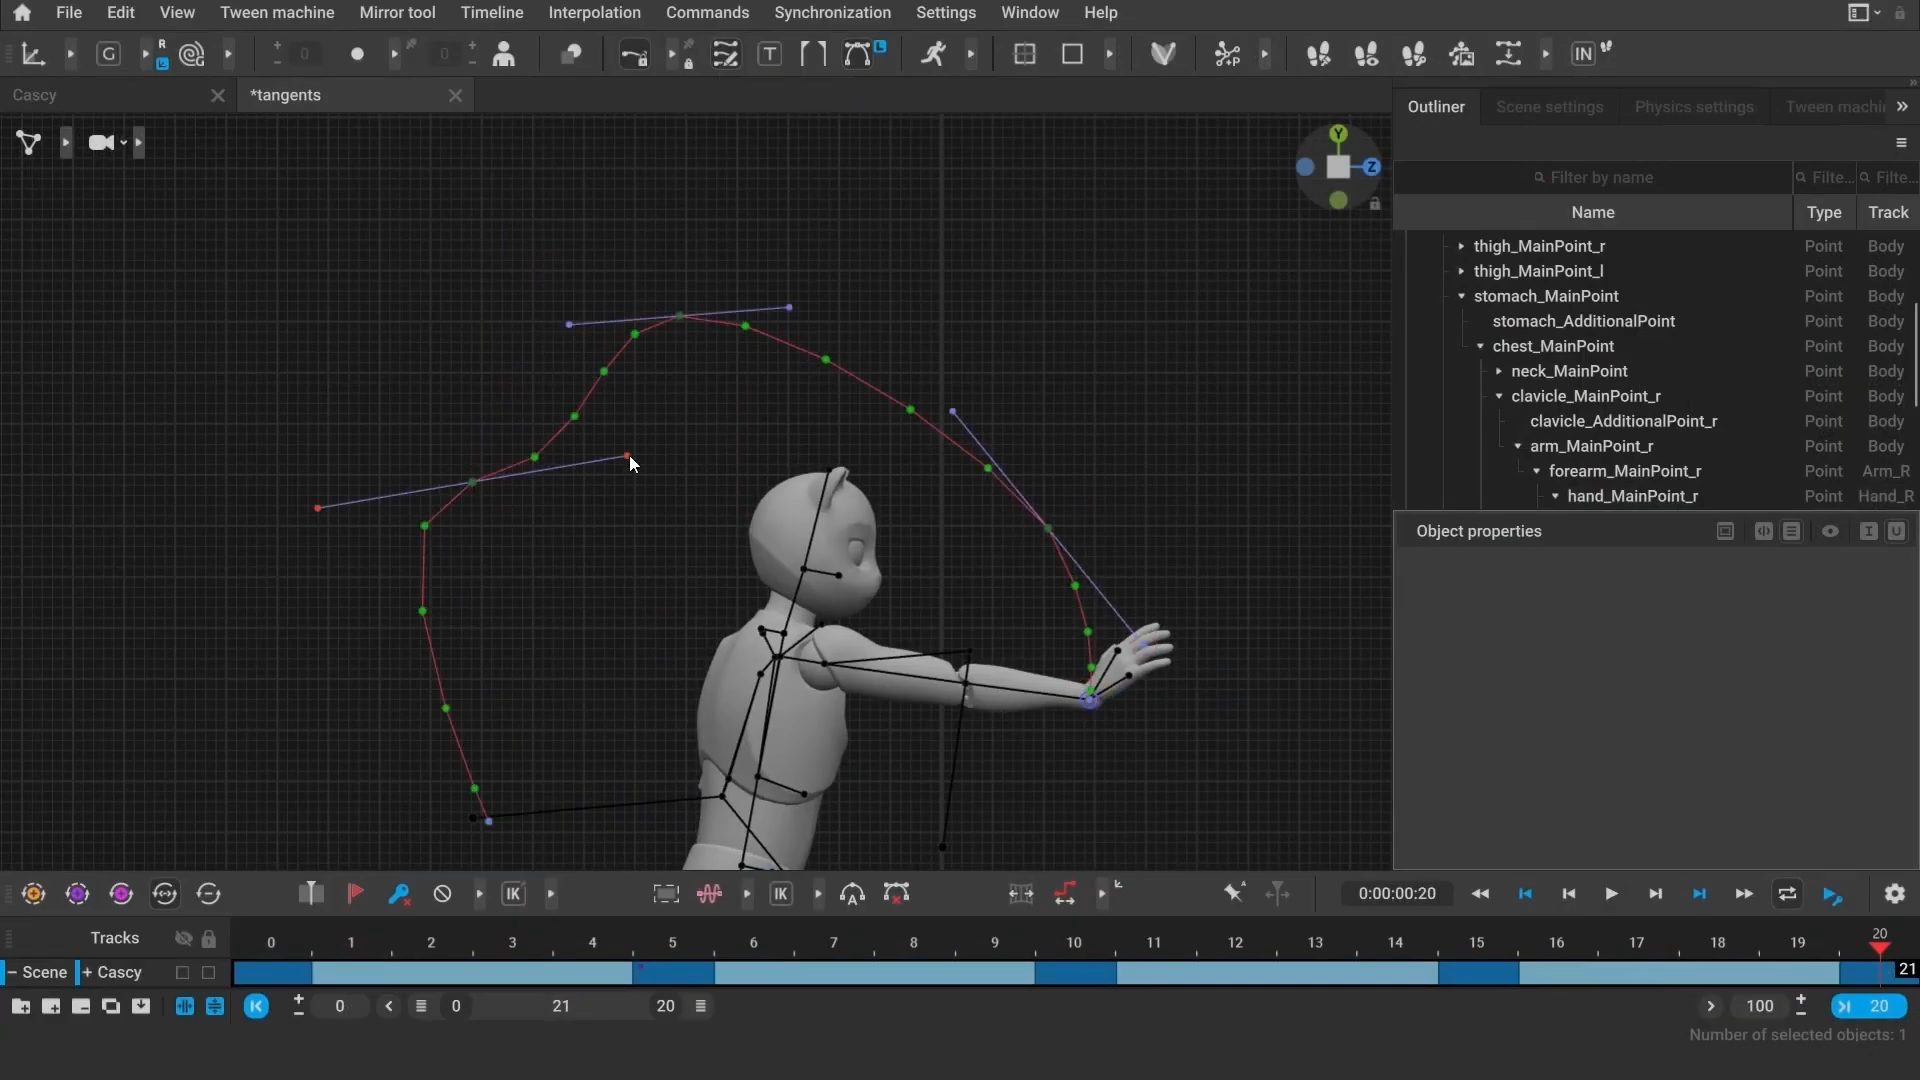 File Edit View Tween machine Mirror tool Timeline Interpolation Commands Synchronization Settings Window Help
G R L 0 0 T L P IN
Cascy *tangents
Outliner Scene settings Physics settings Tween machi
Y
Z
Filter by name Filte... Filte...
Name Type Track
thigh_MainPoint_r Point Body
thigh_MainPoint_l Point Body
stomach_MainPoint Point Body
stomach_AdditionalPoint Point Body
chest_MainPoint Point Body
neck_MainPoint Point Body
clavicle_MainPoint_r Point Body
clavicle_AdditionalPoint_r Point Body
arm_MainPoint_r Point Body
forearm_MainPoint_r Point Arm_R
hand_MainPoint_r Point Hand_R
Object properties I U
IK IK A A 0:00:00:20
Tracks 0 1 2 3 4 5 6 7 8 9 10 11 12 13 14 15 16 17 18 19 20
− Scene + Cascy 21
0 0 21 20 100 20
Number of selected objects: 1